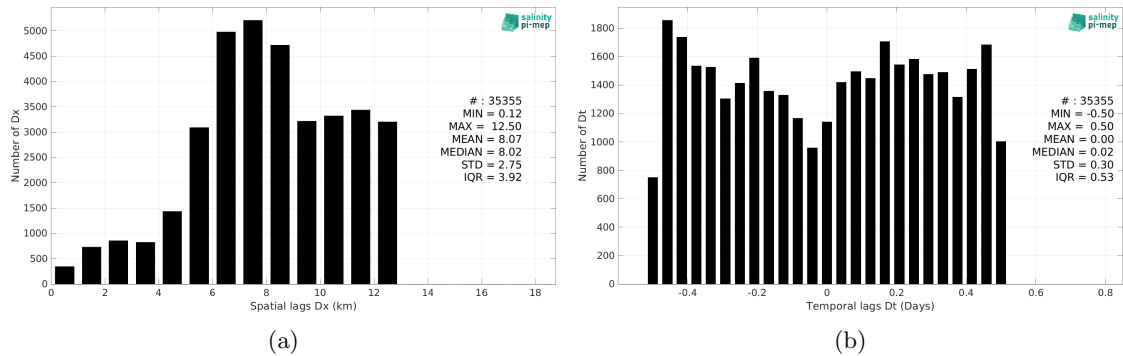 5000
4500
4000
3500
3000
2500
2000
1500
1000
500
0
Number of Dx
salinity
pi-mep
# : 35355
MIN = 0.12
MAX = 12.50
MEAN = 8.07
MEDIAN = 8.02
STD = 2.75
IQR = 3.92
0 2 4 6 8 10 12 14 16 18
Spatial lags Dx (km)
(a)
1800
1600
1400
1200
1000
800
600
400
200
0
Number of Dt
salinity
pi-mep
# : 35355
MIN = -0.50
MAX = 0.50
MEAN = 0.00
MEDIAN = 0.02
STD = 0.30
IQR = 0.53
-0.4 -0.2 0 0.2 0.4 0.6 0.8
Temporal lags Dt (Days)
(b)